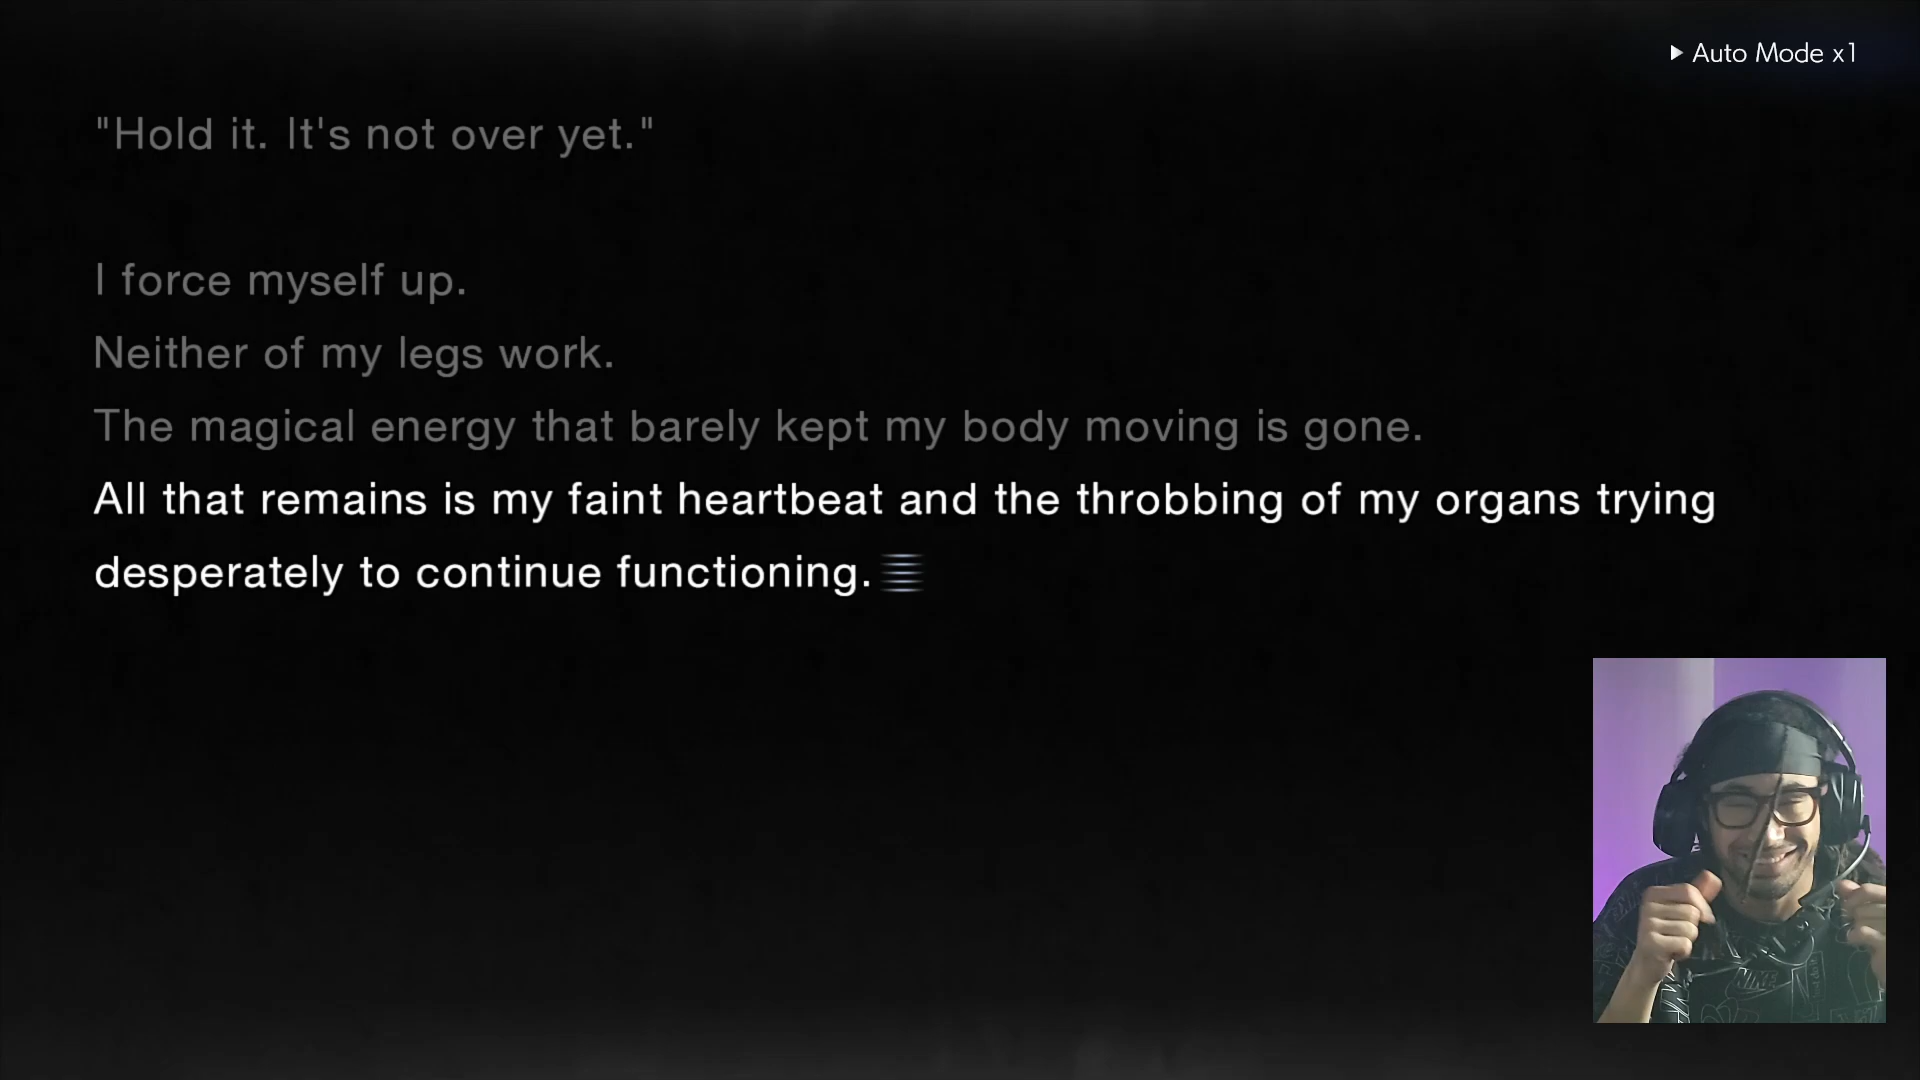 Auto Mode x1
"Hold it. It's not over yet."
I force myself up.
Neither of my legs work.
The magical energy that barely kept my body moving is gone.
All that remains is my faint heartbeat and the throbbing of my organs trying
desperately to continue functioning.
NIKE